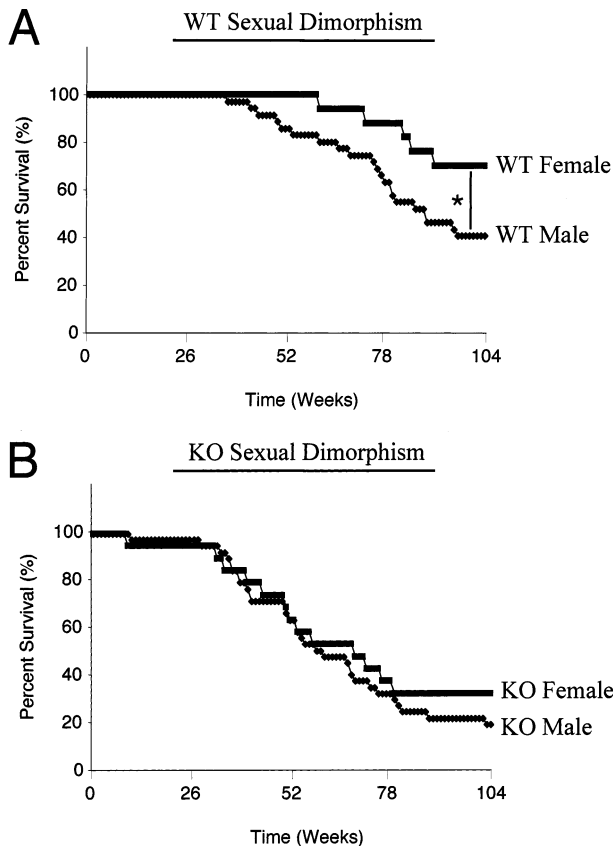 A
WT Sexual Dimorphism
Percent Survival (%)
100
80
60
40
20
0
WT Female
*
WT Male
0 26 52 78 104
Time (Weeks)
B
KO Sexual Dimorphism
Percent Survival (%)
100
80
60
40
20
0
KO Female
KO Male
0 26 52 78 104
Time (Weeks)